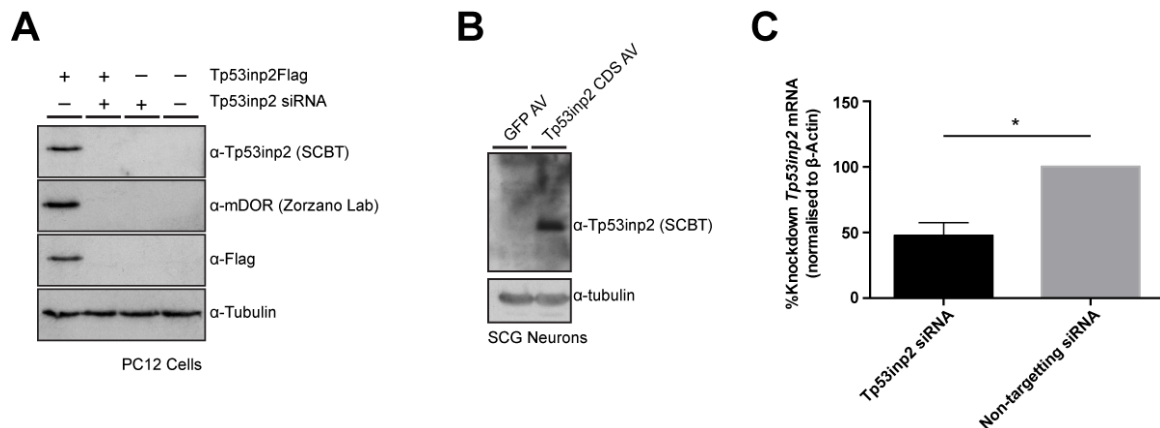 A
+ + − − Tp53inp2Flag
− + + − Tp53inp2 siRNA
α-Tp53inp2 (SCBT)
α-mDOR (Zorzano Lab)
α-Flag
α-Tubulin
PC12 Cells
B
GFP AV
Tp53inp2 CDS AV
α-Tp53inp2 (SCBT)
α-tubulin
SCG Neurons
C
%Knockdown Tp53inp2 mRNA
(normalised to β-Actin)
150
100
50
0
*
Tp53inp2 siRNA
Non-targetting siRNA